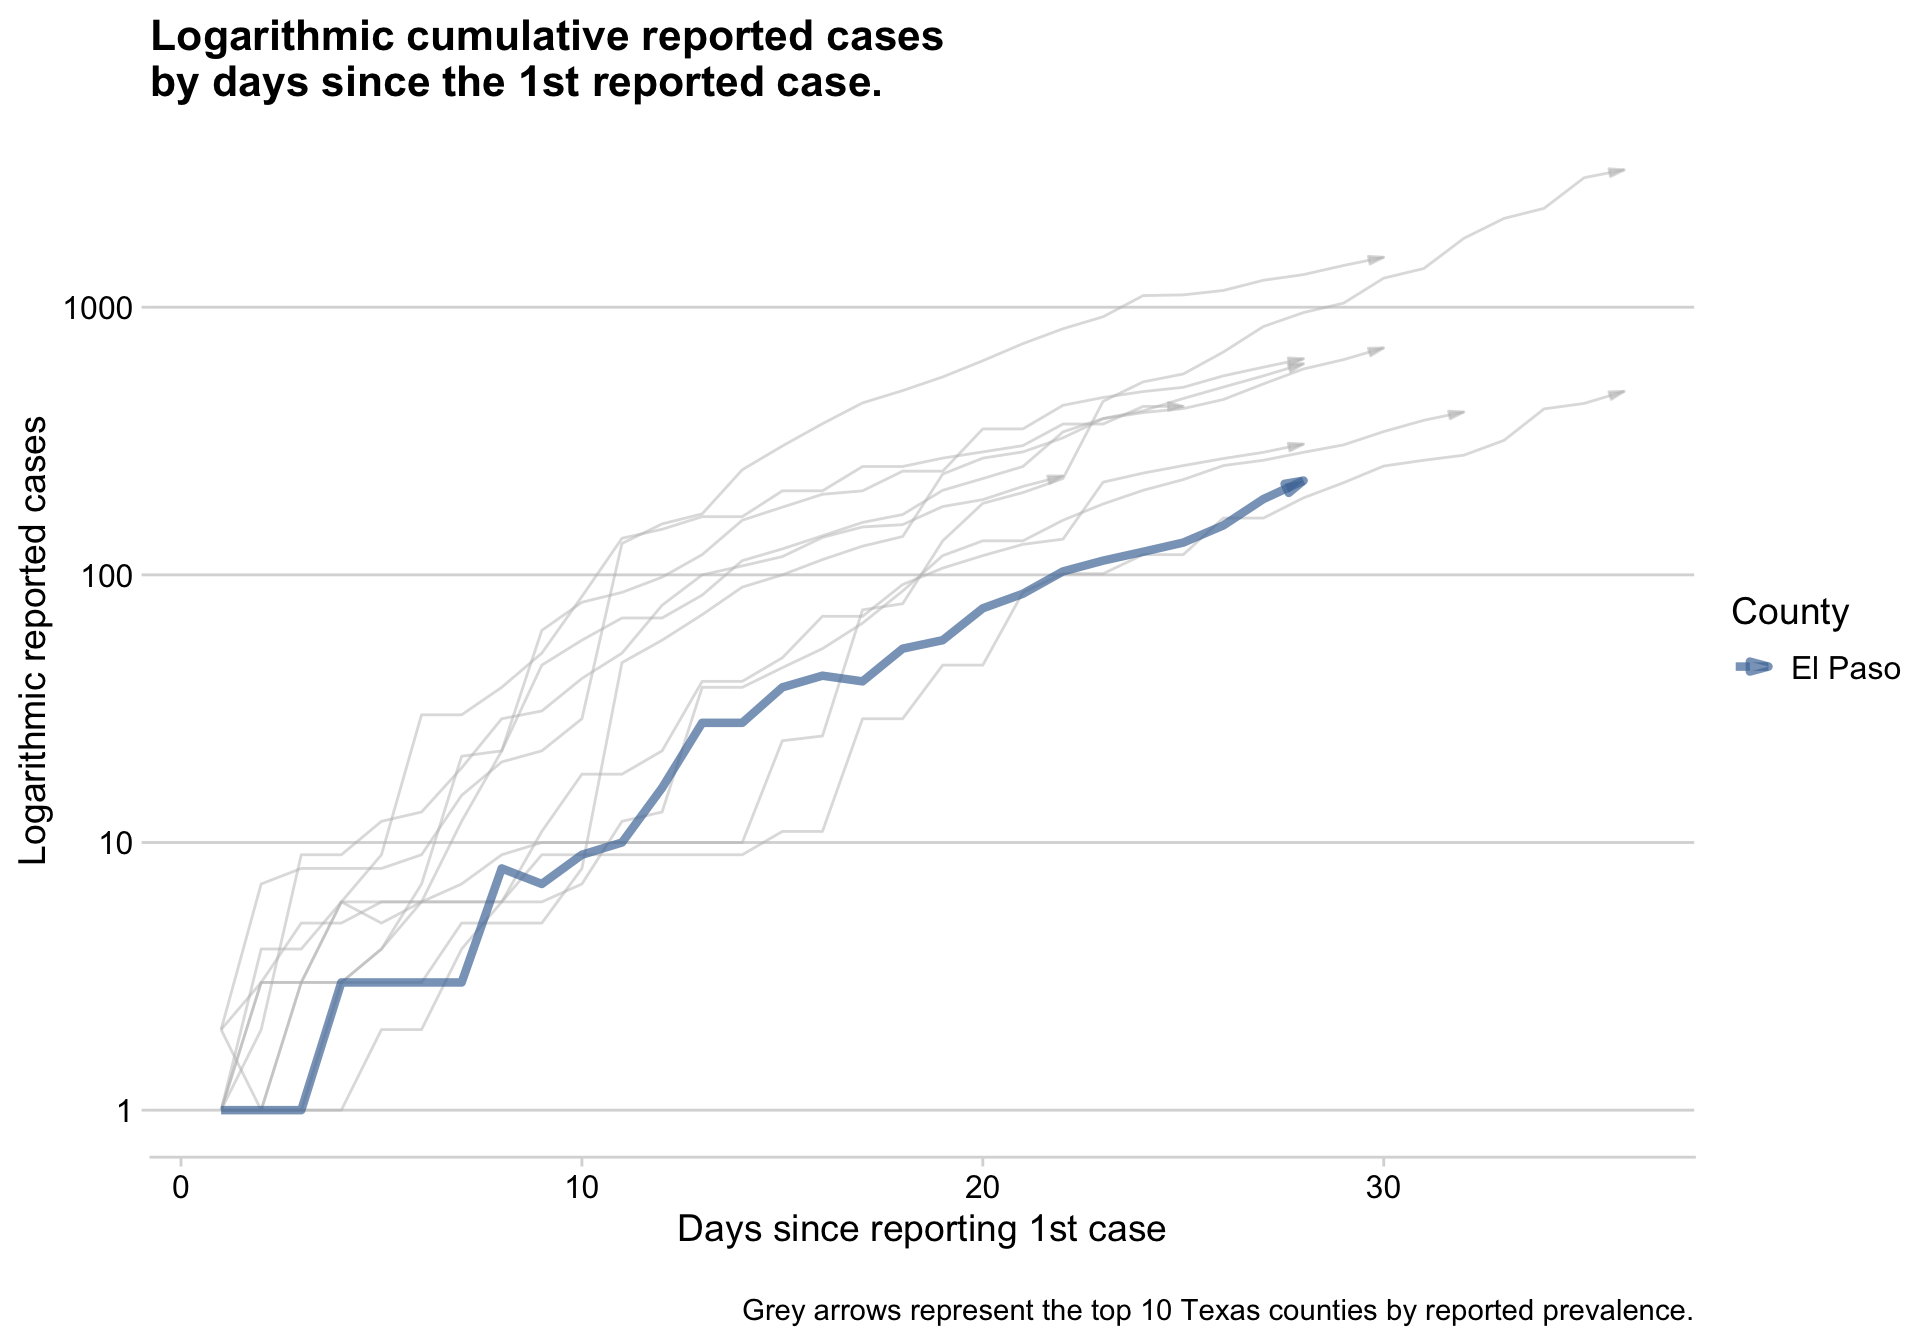 Logarithmic cumulative reported cases
by days since the 1st reported case.
Logarithmic reported cases
1000
100
10
1
0
10
20
30
Days since reporting 1st case
County
El Paso
Grey arrows represent the top 10 Texas counties by reported prevalence.